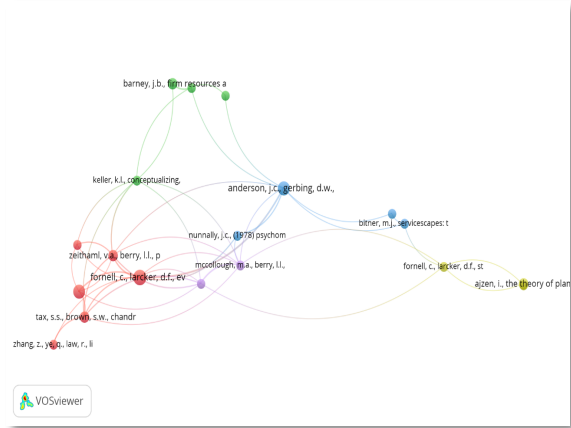 barney, j.b., firm resources a
keller, k.l., conceptualizing,
anderson, j.c., gerbing, d.w.,
bitner, m.j., servicescapes: t
nunnally, j.c., (1978) psychom
zeithaml, v.a., berry, l.l., p
mccollough, m.a., berry, l.l.,
fornell, c., larcker, d.f., st
fornell, c., larcker, d.f., ev
ajzen, i., the theory of plan
tax, s.s., brown, s.w., chandr
zhang, z., ye, q., law, r., li
VOSviewer